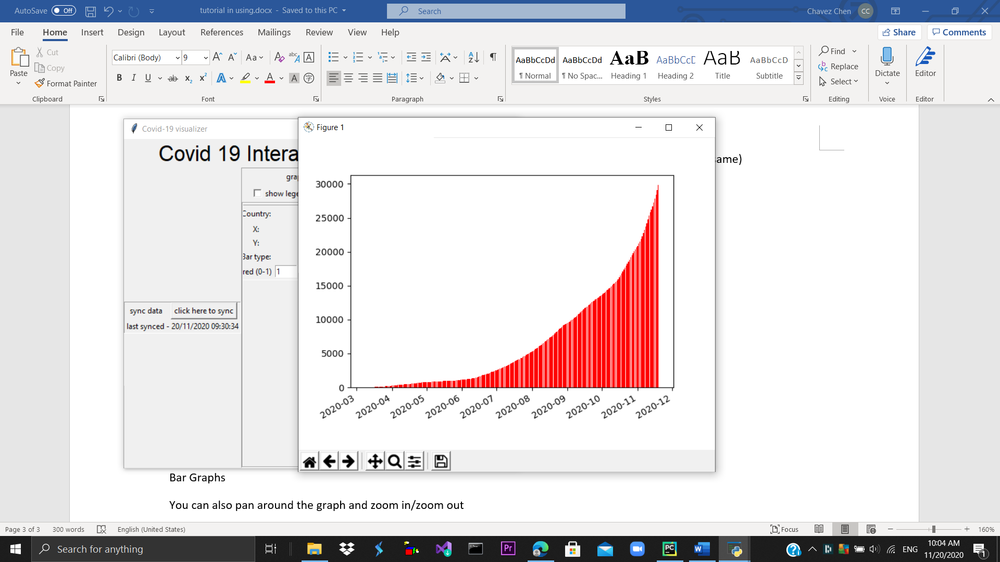 AutoSave Off tutorial in using.docx - Saved to this PC Search Chavez Chen CC
File Home Insert Design Layout References Mailings Review View Help Share Comments
Paste Cut Copy Format Painter
Calibri (Body) 9 Aa
B I U ab x₂ x² A A A 字
AaBbCcDd AaBbCcDd AaB AaBbCcD AaB AaBbCcD
¶ Normal ¶ No Spac... Heading 1 Heading 2 Title Subtitle
Find Replace Select
Dictate Editor
Clipboard Font Paragraph Styles Editing Voice Editor
Covid-19 visualizer
Covid 19 Intera
show lege
Country:
X:
Y:
Bar type:
red (0-1) 1
sync data click here to sync
last synced - 20/11/2020 09:30:34
Figure 1
ame)
30000
25000
20000
15000
10000
5000
0
2020-03 2020-04 2020-05 2020-06 2020-07 2020-08 2020-09 2020-10 2020-11 2020-12
Bar Graphs
You can also pan around the graph and zoom in/zoom out
Page 3 of 3 300 words English (United States) Focus 160%
Search for anything Pr PC W ENG 10:04 AM
11/20/2020 1